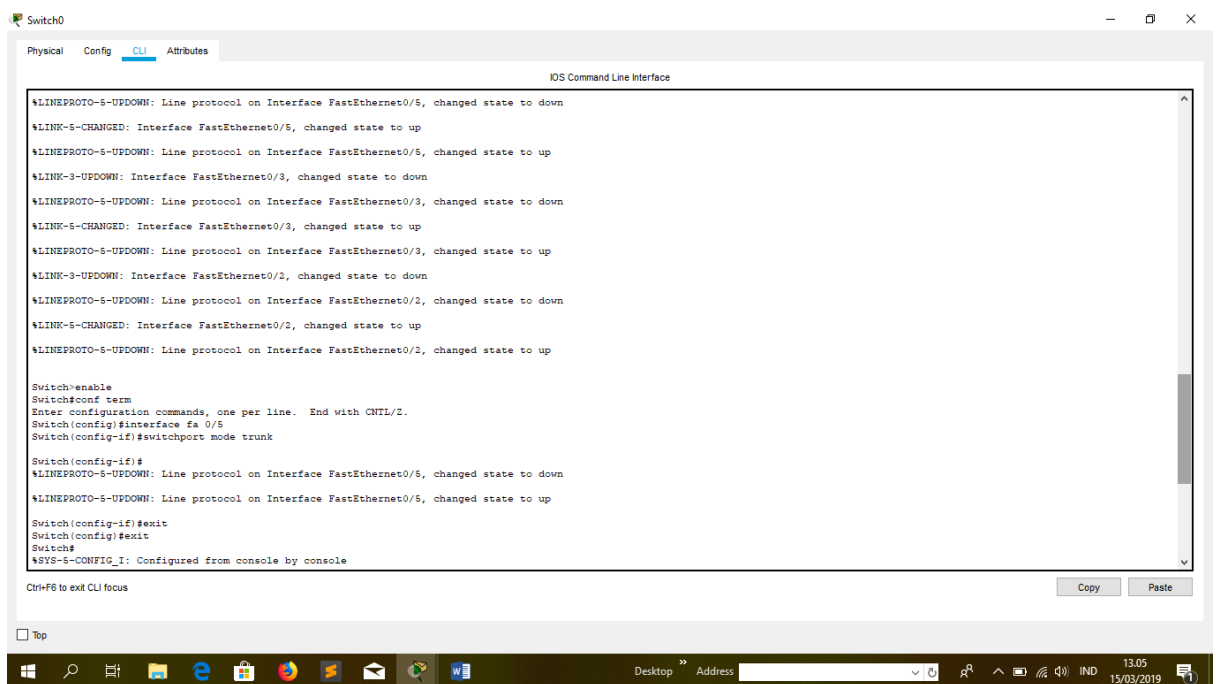 Switch0
Physical Config CLI Attributes
IOS Command Line Interface
%LINEPROTO-5-UPDOWN: Line protocol on Interface FastEthernet0/5, changed state to down
%LINK-5-CHANGED: Interface FastEthernet0/5, changed state to up
%LINEPROTO-5-UPDOWN: Line protocol on Interface FastEthernet0/5, changed state to up
%LINK-3-UPDOWN: Interface FastEthernet0/3, changed state to down
%LINEPROTO-5-UPDOWN: Line protocol on Interface FastEthernet0/3, changed state to down
%LINK-5-CHANGED: Interface FastEthernet0/3, changed state to up
%LINEPROTO-5-UPDOWN: Line protocol on Interface FastEthernet0/3, changed state to up
%LINK-3-UPDOWN: Interface FastEthernet0/2, changed state to down
%LINEPROTO-5-UPDOWN: Line protocol on Interface FastEthernet0/2, changed state to down
%LINK-5-CHANGED: Interface FastEthernet0/2, changed state to up
%LINEPROTO-5-UPDOWN: Line protocol on Interface FastEthernet0/2, changed state to up
Switch>enable
Switch#conf term
Enter configuration commands, one per line. End with CNTL/Z.
Switch(config)#interface fa 0/5
Switch(config-if)#switchport mode trunk
Switch(config-if)#
%LINEPROTO-5-UPDOWN: Line protocol on Interface FastEthernet0/5, changed state to down
%LINEPROTO-5-UPDOWN: Line protocol on Interface FastEthernet0/5, changed state to up
Switch(config-if)#exit
Switch(config)#exit
Switch#
%SYS-5-CONFIG_I: Configured from console by console
Ctrl+F6 to exit CLI focus
Copy Paste
Top
Desktop » Address IND 13.05
15/03/2019